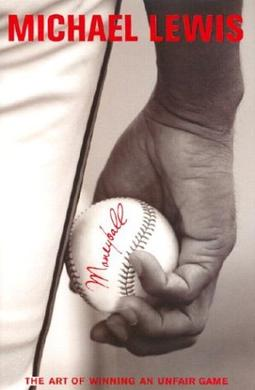 MICHAEL LEWIS
Moneyball
THE ART OF WINNING AN UNFAIR GAME